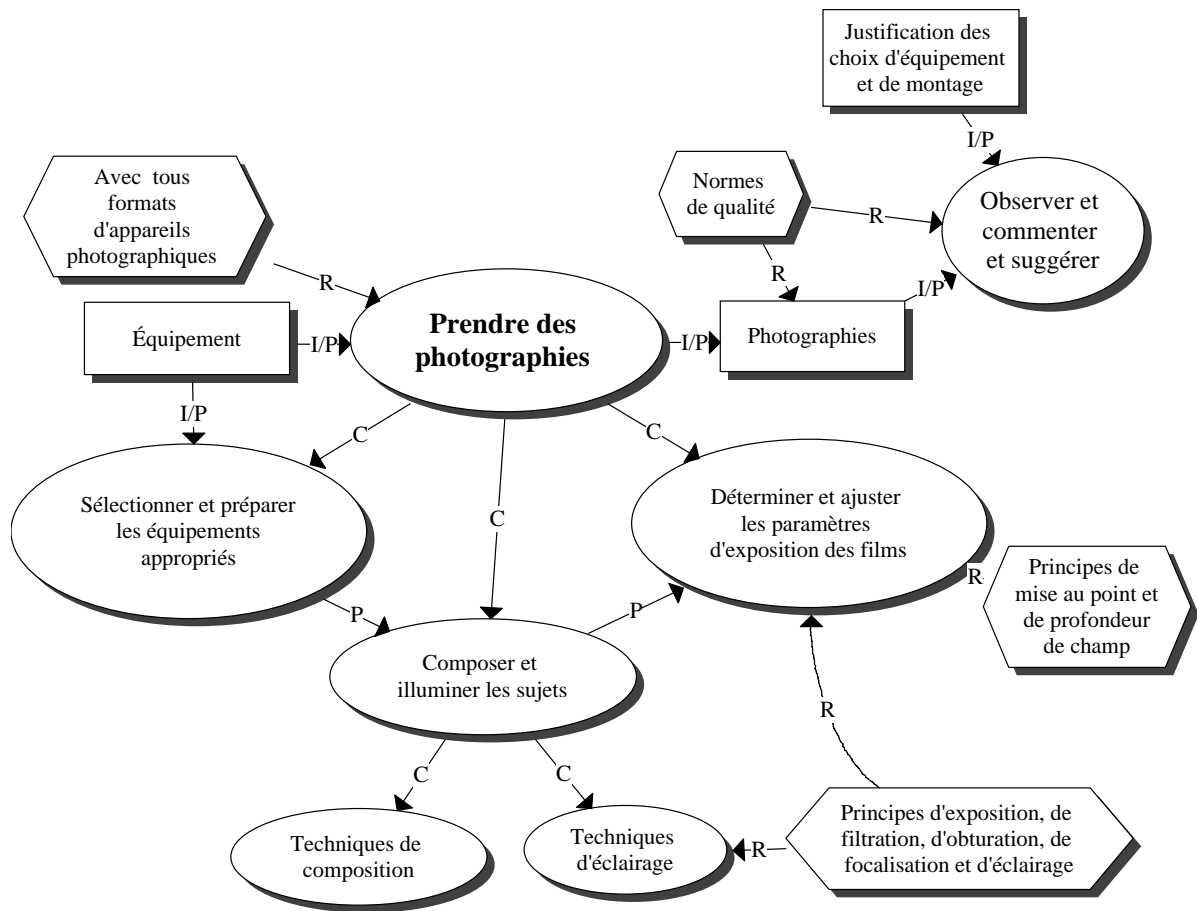 Justification des
choix d'équipement
et de montage
I/P
Avec tous
formats
d'appareils
photographiques
Normes
de qualité
Observer et
commenter
et suggérer
R
R
R
I/P
Équipement
I/P
Prendre des
photographies
I/P
Photographies
I/P
C
C
C
Sélectionner et préparer
les équipements
appropriés
Déterminer et ajuster
les paramètres
d'exposition des films
R
Principes de
mise au point et
de profondeur
de champ
P
P
Composer et
illuminer les sujets
R
C
C
Techniques de
composition
Techniques
d'éclairage
R
Principes d'exposition, de
filtration, d'obturation, de
focalisation et d'éclairage